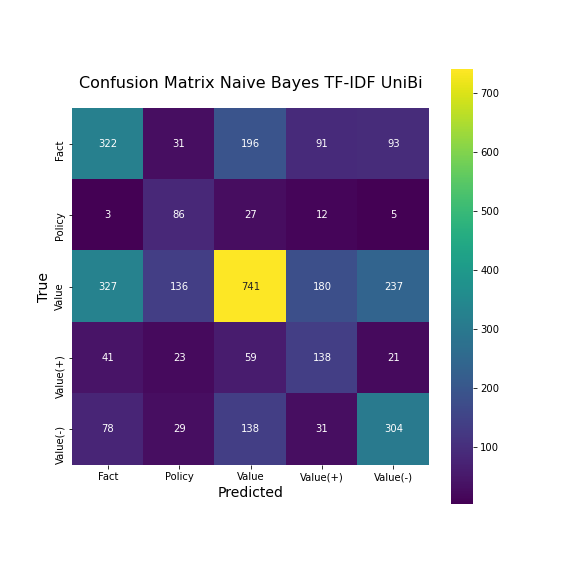 Confusion Matrix Naive Bayes TF-IDF UniBi
True
Fact 322 31 196 91 93
Policy 3 86 27 12 5
Value 327 136 741 180 237
Value(+) 41 23 59 138 21
Value(-) 78 29 138 31 304
Fact Policy Value Value(+) Value(-)
Predicted
700
600
500
400
300
200
100